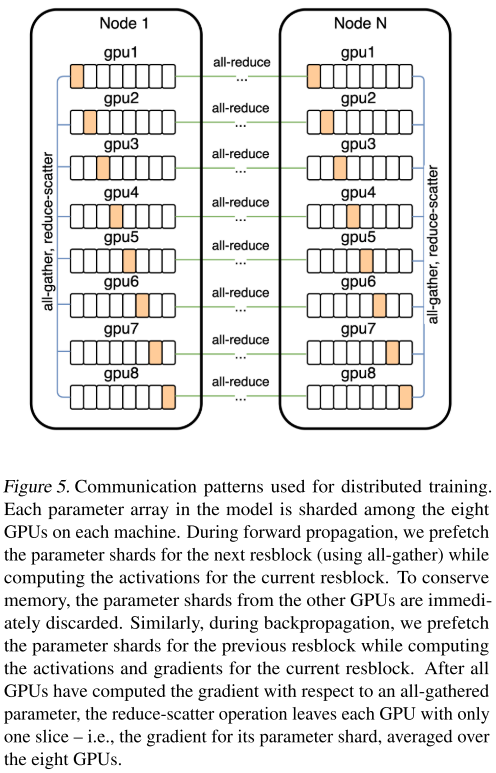 Node 1
Node N
gpu1
all-reduce
...
gpu1
gpu2
all-reduce
...
gpu2
gpu3
all-reduce
...
gpu3
gpu4
all-reduce
...
gpu4
gpu5
all-reduce
...
gpu5
gpu6
all-reduce
...
gpu6
gpu7
all-reduce
...
gpu7
gpu8
all-reduce
...
gpu8
all-gather, reduce-scatter
all-gather, reduce-scatter
Figure 5. Communication patterns used for distributed training.
Each parameter array in the model is sharded among the eight
GPUs on each machine. During forward propagation, we prefetch
the parameter shards for the next resblock (using all-gather) while
computing the activations for the current resblock. To conserve
memory, the parameter shards from the other GPUs are immedi-
ately discarded. Similarly, during backpropagation, we prefetch
the parameter shards for the previous resblock while computing
the activations and gradients for the current resblock. After all
GPUs have computed the gradient with respect to an all-gathered
parameter, the reduce-scatter operation leaves each GPU with only
one slice – i.e., the gradient for its parameter shard, averaged over
the eight GPUs.